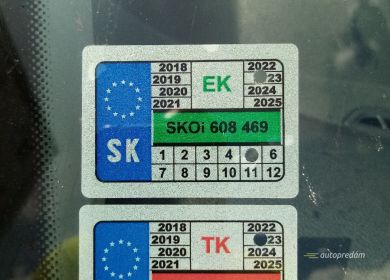 2018 2022
2019 EK 23
2020 2024
2021 2025
SKOi 608 469
SK
1 2 3 4 6
7 8 9 10 11 12
2018 2022
2019 TK 23
2020 2024
2021 2025
autopredám